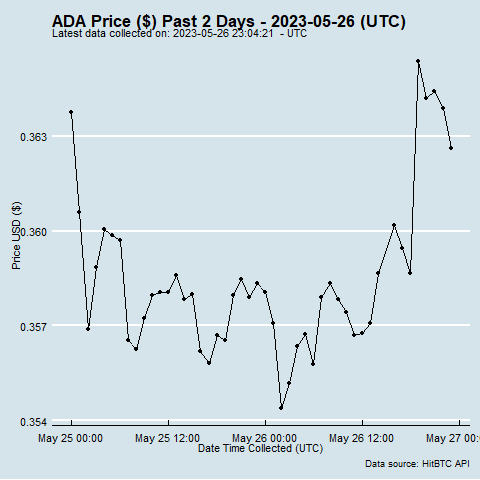 ADA Price ($) Past 2 Days - 2023-05-26 (UTC)
Latest data collected on: 2023-05-26 23:04:21  - UTC
0.363
0.360
0.357
0.354
Price USD ($)
May 25 00:00
May 25 12:00
May 26 00:00
May 26 12:00
May 27 00:0
Date Time Collected (UTC)
Data source: HitBTC API